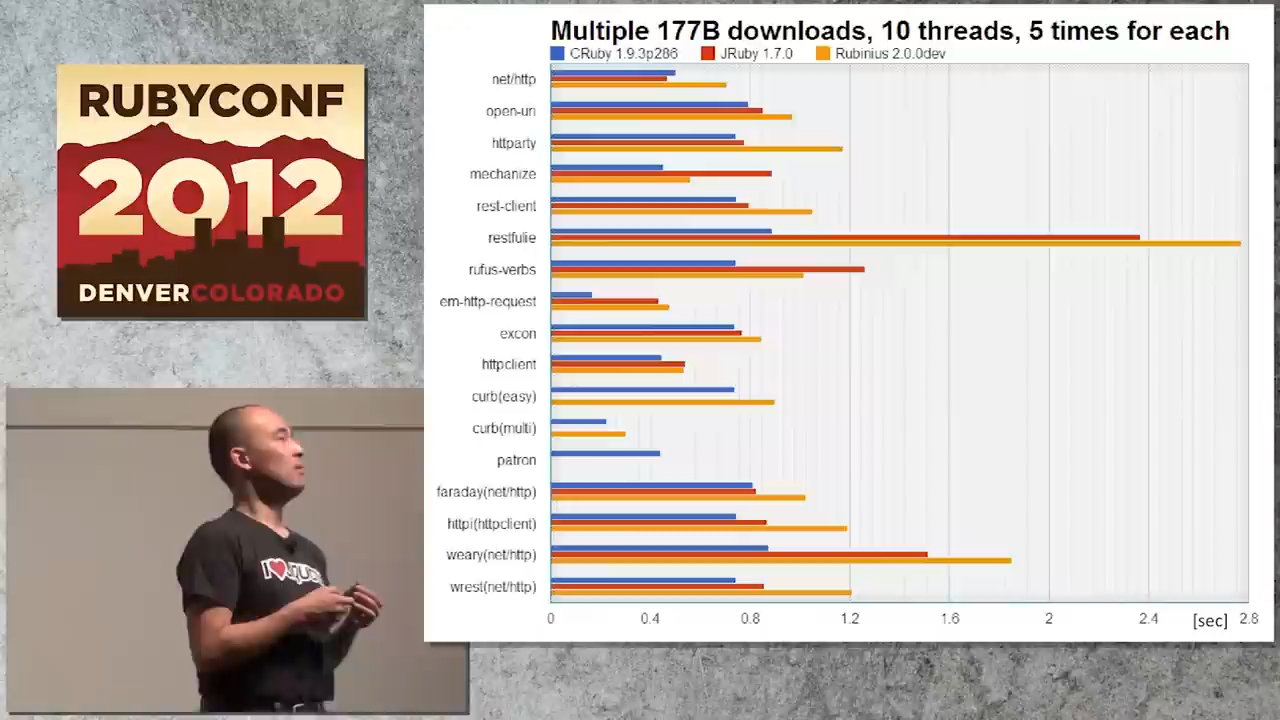 RUBYCONF
2012
DENVERCOLORADO
Multiple 177B downloads, 10 threads, 5 times for each
CRuby 1.9.3p286 JRuby 1.7.0 Rubinius 2.0.0dev
net/http
open-uri
httparty
mechanize
rest-client
restfulie
rufus-verbs
em-http-request
excon
httpclient
curb(easy)
curb(multi)
patron
faraday(net/http)
httpi(httpclient)
weary(net/http)
wrest(net/http)
0 0.4 0.8 1.2 1.6 2 2.4 [sec] 2.8
I